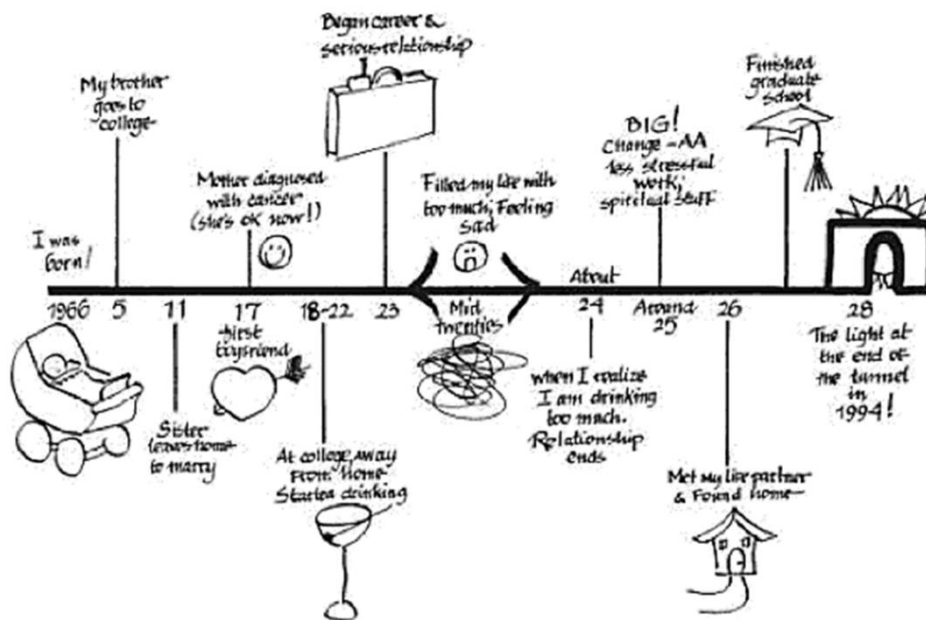 I was
born!
1966
My brother
goes to
college
5
11
Sister
leaves home
to marry
Mother diagnosed
with cancer
(she's OK now!)
17
first
boyfriend
18-22
At college, away
from home
Started drinking
Began career &
serious relationship
23
Filled my life with
too much, Feeling
sad
Mid
twenties
About
24
when I realize
I am drinking
too much.
Relationship
ends
BIG!
Change - AA
less stressful
work,
spiritual stuff
Around
25
26
Met My life partner
& Found home
Finished
graduate
school
28
The light at
the end of
the tunnel
in
1994!